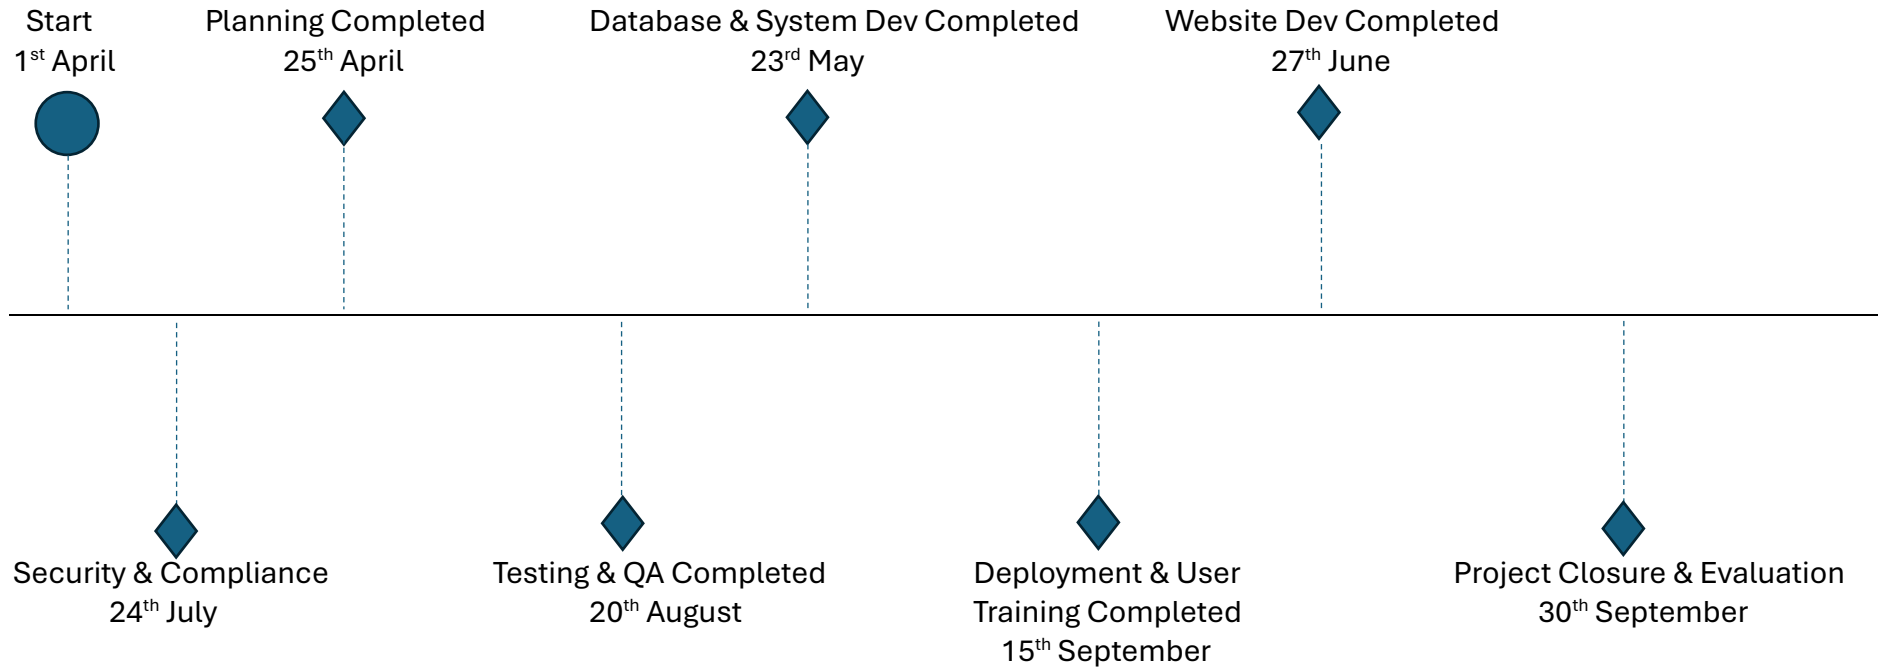 Start
1st April
Planning Completed
25th April
Database & System Dev Completed
23rd May
Website Dev Completed
27th June
Security & Compliance
24th July
Testing & QA Completed
20th August
Deployment & User
Training Completed
15th September
Project Closure & Evaluation
30th September